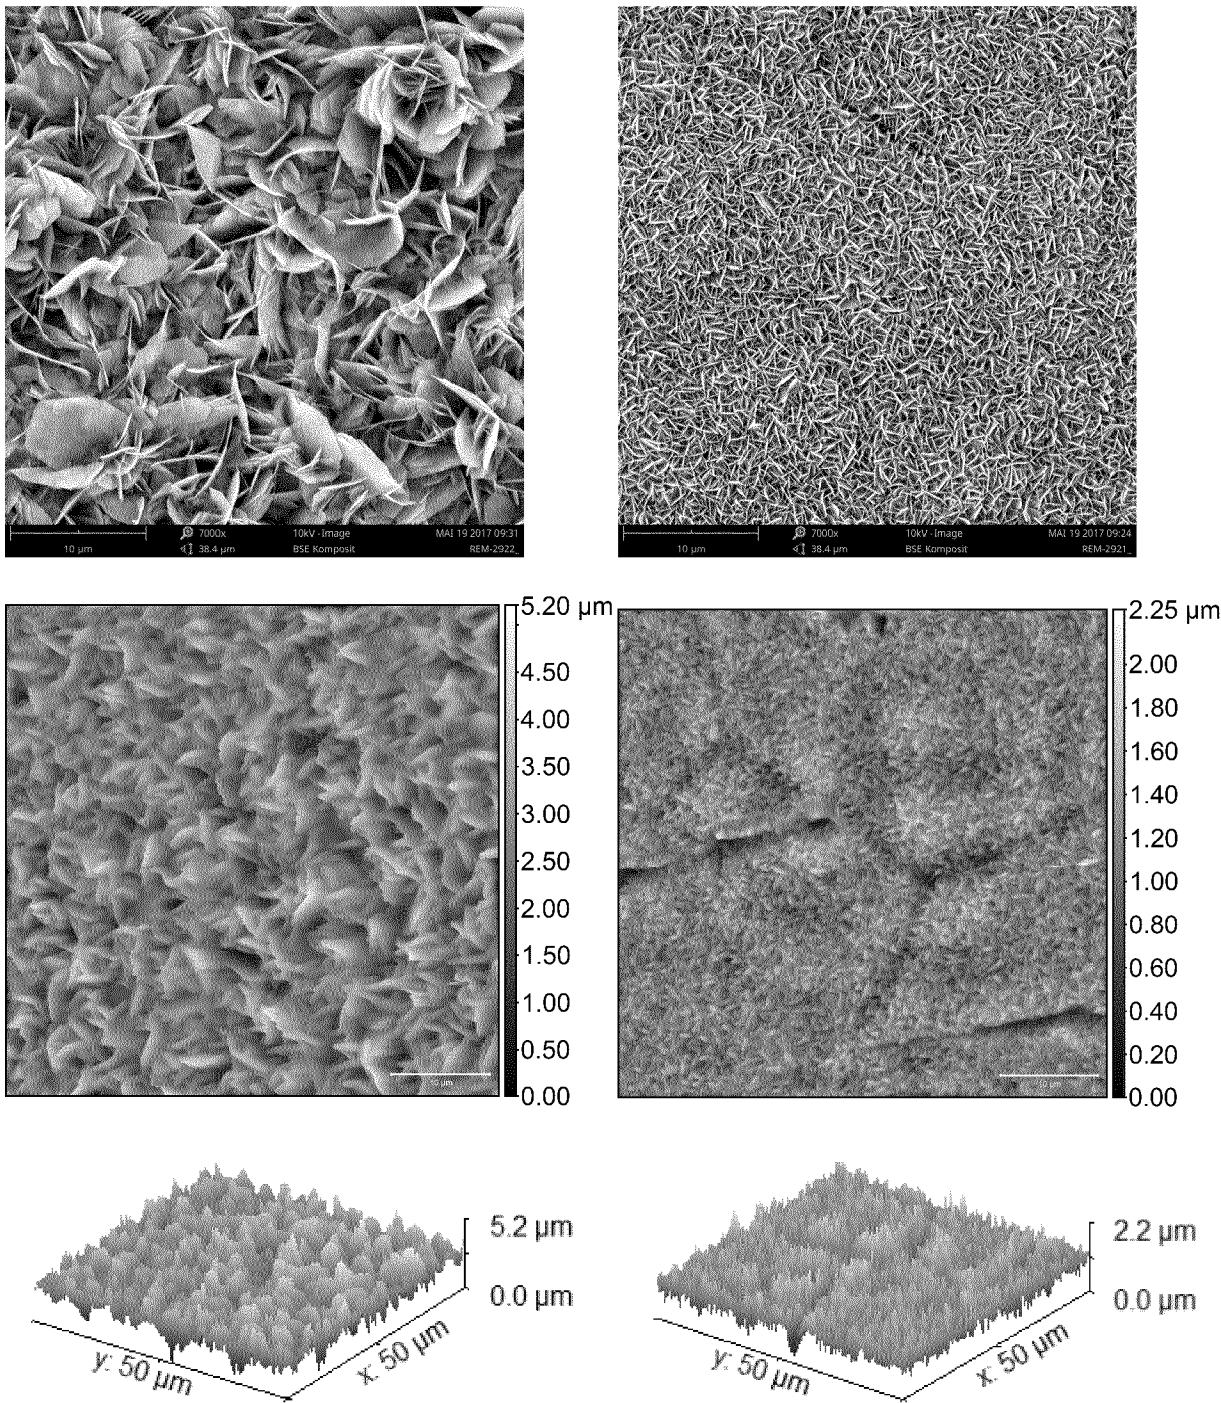 7000x 10kV - Image MAI 19 2017 09:31
10 µm 38.4 µm BSE Komposit REM-2922_
7000x 10kV - Image MAI 19 2017 09:24
10 µm 38.4 µm BSE Komposit REM-2921_
5.20 µm
4.50
4.00
3.50
3.00
2.50
2.00
1.50
1.00
0.50
0.00
10 µm
2.25 µm
2.00
1.80
1.60
1.40
1.20
1.00
0.80
0.60
0.40
0.20
0.00
10 µm
5.2 µm
0.0 µm
y: 50 µm
x: 50 µm
2.2 µm
0.0 µm
y: 50 µm
x: 50 µm